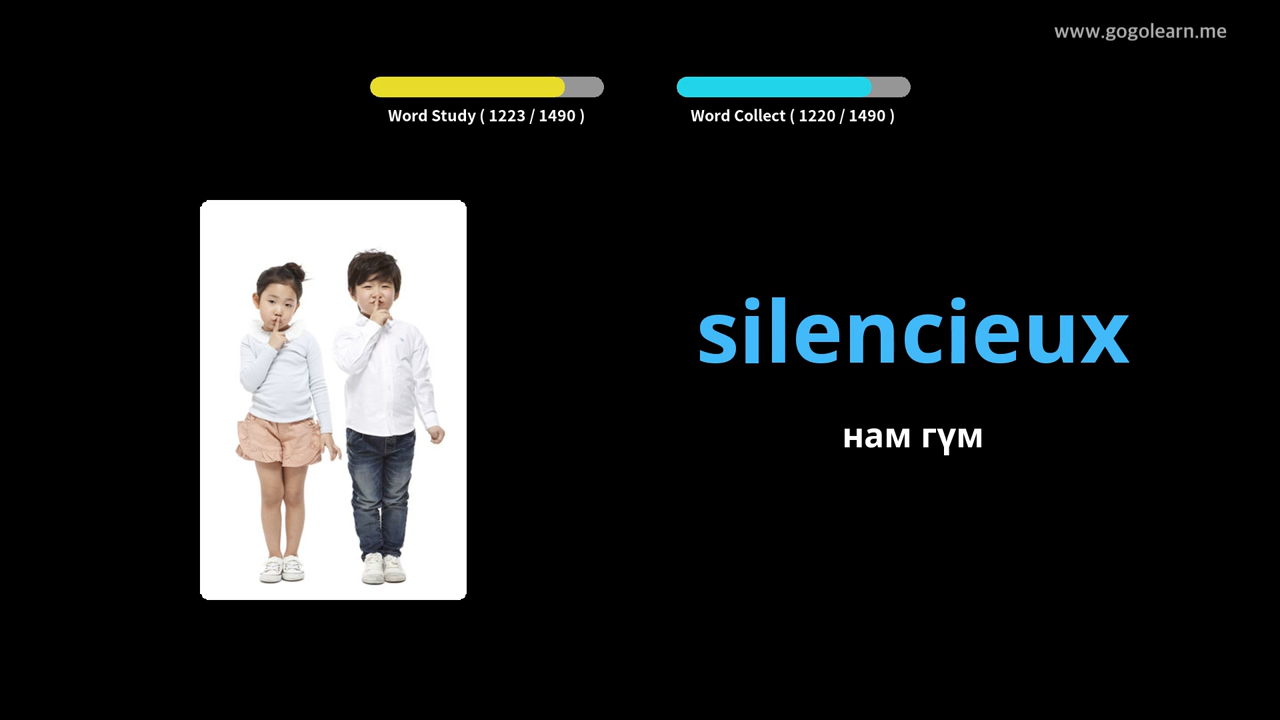 www.gogolearn.me
Word Study ( 1223 / 1490 )
Word Collect ( 1220 / 1490 )
silencieux
нам гүм